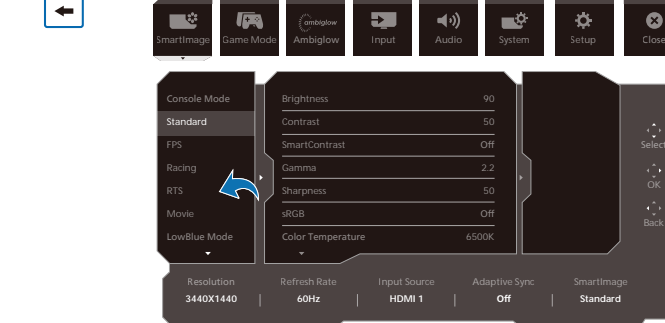 SmartImage Game Mode ambiglow Ambiglow Input Audio System Setup Close
Console Mode Brightness 90
Standard Contrast 50
FPS SmartContrast Off
Racing Gamma 2.2
RTS Sharpness 50
Movie sRGB Off
LowBlue Mode Color Temperature 6500K
Select
OK
Back
Resolution Refresh Rate Input Source Adaptive Sync SmartImage
3440X1440 | 60Hz | HDMI 1 | Off | Standard